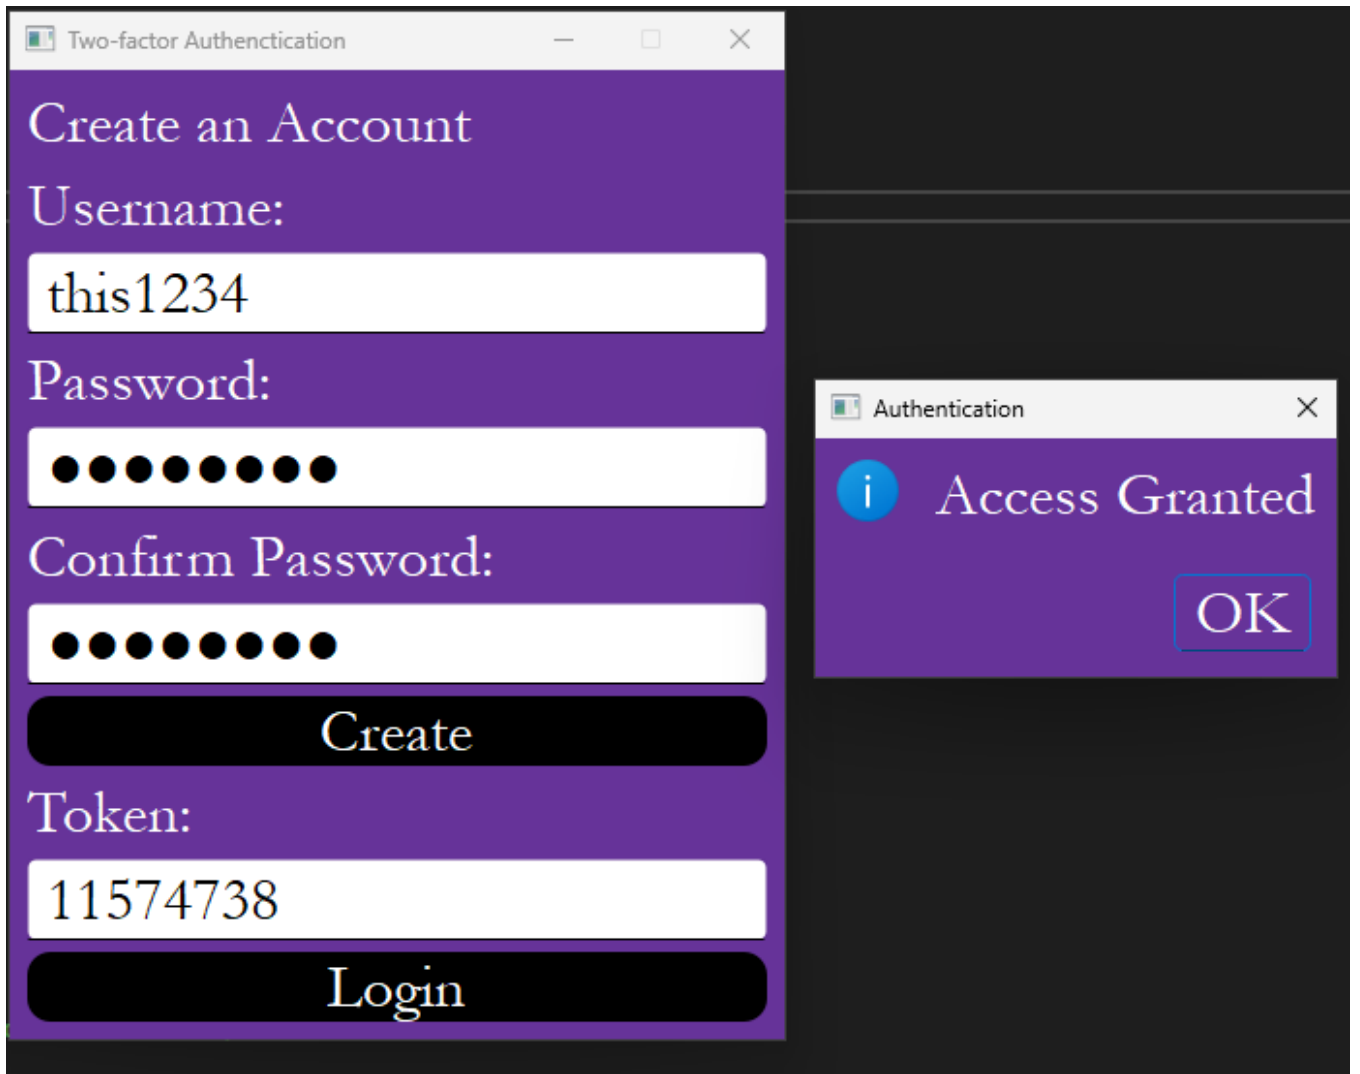 Two-factor Authenctication
Create an Account
Username:
this1234
Password:
●●●●●●●●
Confirm Password:
●●●●●●●●
Create
Token:
11574738
Login
Authentication
i
Access Granted
OK